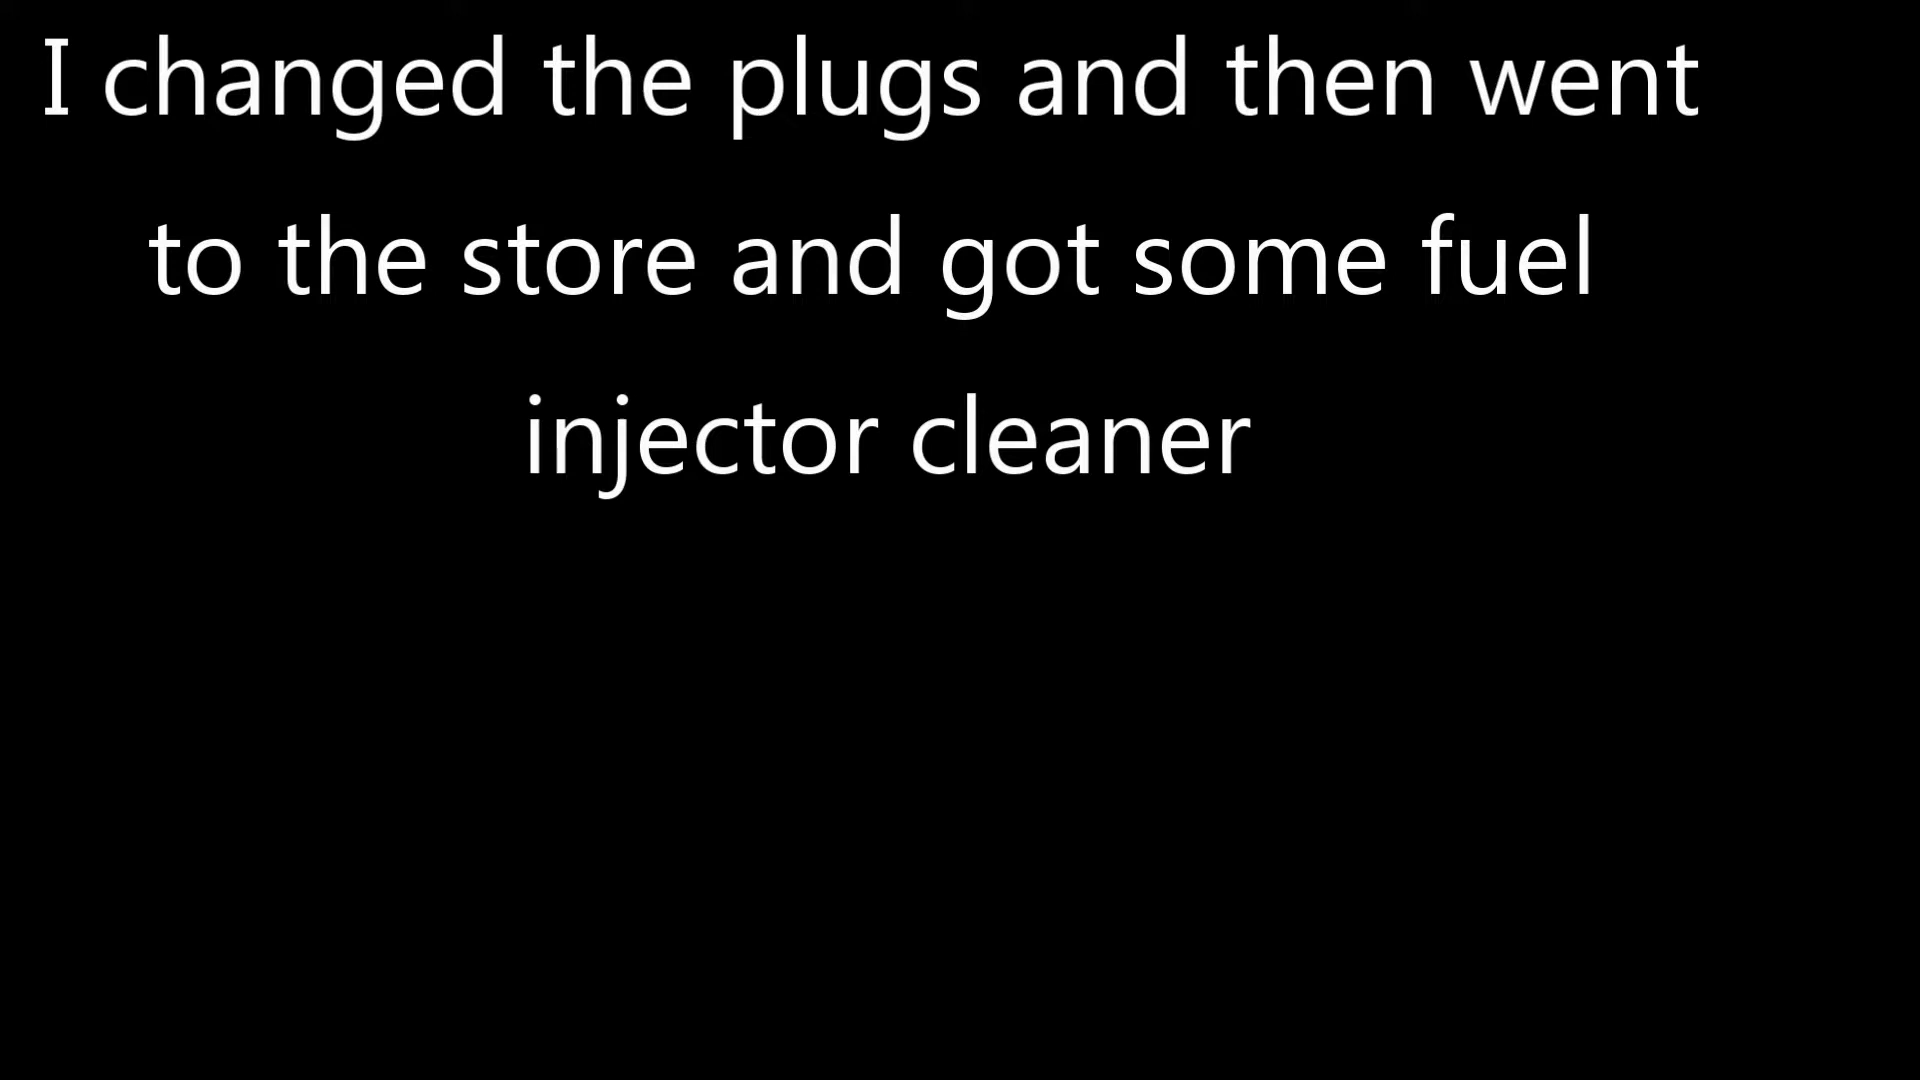 I changed the plugs and then went
to the store and got some fuel
injector cleaner